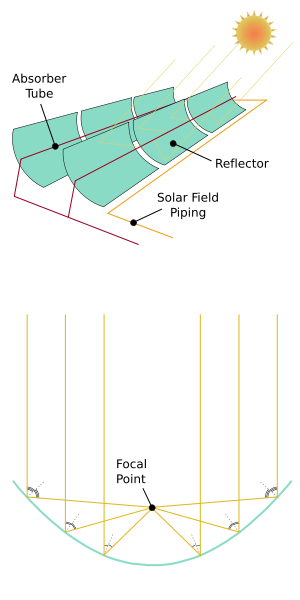 Absorber
Tube
Reflector
Solar Field
Piping
Focal
Point